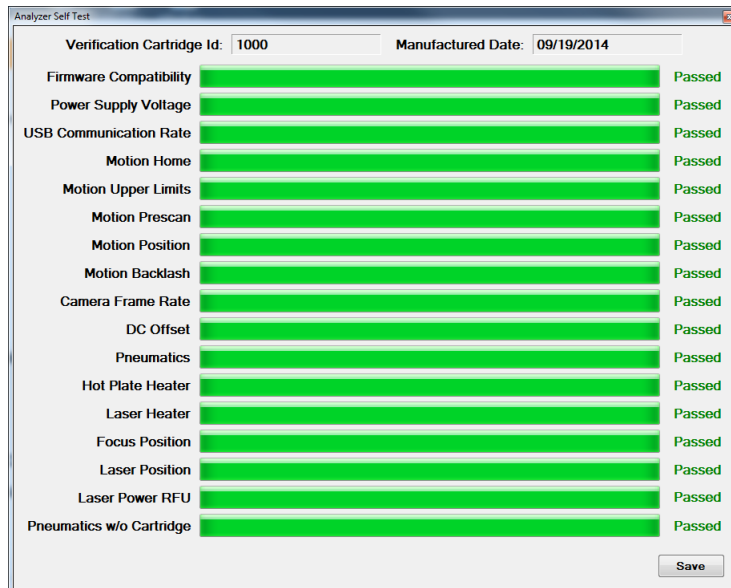 Analyzer Self Test
Verification Cartridge Id: 1000 Manufactured Date: 09/19/2014
Firmware Compatibility Passed
Power Supply Voltage Passed
USB Communication Rate Passed
Motion Home Passed
Motion Upper Limits Passed
Motion Prescan Passed
Motion Position Passed
Motion Backlash Passed
Camera Frame Rate Passed
DC Offset Passed
Pneumatics Passed
Hot Plate Heater Passed
Laser Heater Passed
Focus Position Passed
Laser Position Passed
Laser Power RFU Passed
Pneumatics w/o Cartridge Passed
Save